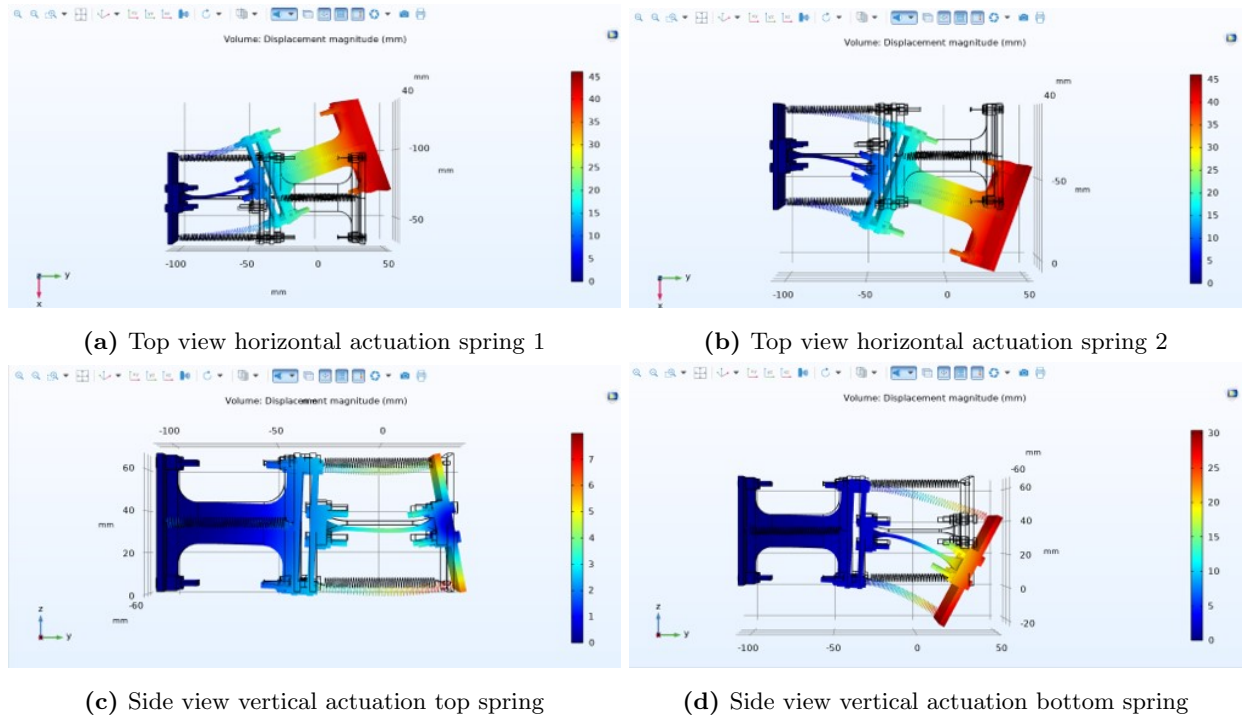 Volume: Displacement magnitude (mm)
mm
40
45
40
35
30
25
20
15
10
5
0
-100
mm
-50
-100
-50
0
50
mm
y
x
(a) Top view horizontal actuation spring 1
Volume: Displacement magnitude (mm)
mm
40
45
40
35
30
25
20
15
10
5
0
-50
mm
0
-100
-50
0
50
y
x
(b) Top view horizontal actuation spring 2
Volume: Displacement magnitude (mm)
-100
0
7
6
5
4
3
2
1
0
60
mm
40
20
0
-60
mm
z
y
(c) Side view vertical actuation top spring
Volume: Displacement magnitude (mm)
mm
-60
60
40
mm
20
0
-20
30
25
20
15
10
5
0
-100
-50
0
50
z
y
(d) Side view vertical actuation bottom spring